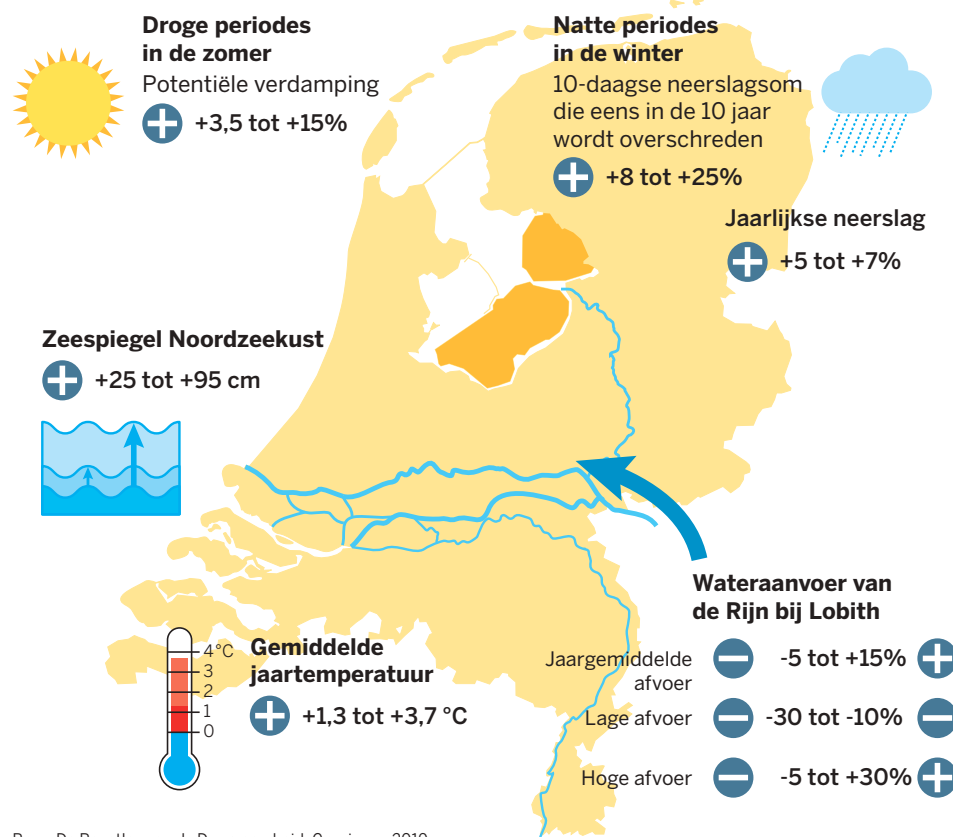 Droge periodes
in de zomer
Potentiële verdamping
+3,5 tot +15%
Natte periodes
in de winter
10-daagse neerslagsom
die eens in de 10 jaar
wordt overschreden
+8 tot +25%
Jaarlijkse neerslag
+5 tot +7%
Zeespiegel Noordzeekust
+25 tot +95 cm
Wateraanvoer van
de Rijn bij Lobith
Jaargemiddelde
afvoer
-5 tot +15%
Lage afvoer
-30 tot -10%
Hoge afvoer
-5 tot +30%
Gemiddelde
jaartemperatuur
+1,3 tot +3,7 °C
4°C
3
2
1
0